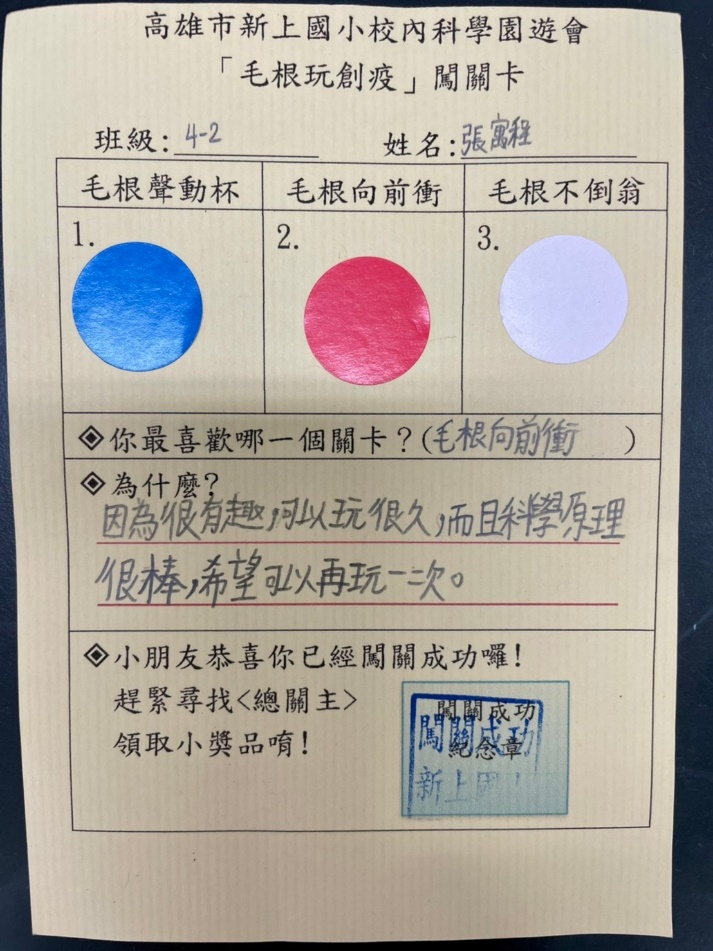 高雄市新上國小校內科學園遊會
「毛根玩創疫」闖關卡
班級: 4-2 姓名: 張寓程
毛根聲動杯 毛根向前衝 毛根不倒翁
1. 2. 3.
◈你最喜歡哪一個關卡？(毛根向前衝)
◈為什麼?
因為很有趣,可以玩很久,而且科學原理
很棒,希望可以再玩一次。
◈小朋友恭喜你已經闖關成功囉!
趕緊尋找<總關主>
領取小獎品唷!
闖關成功
紀念章
闖關成功
新上國小